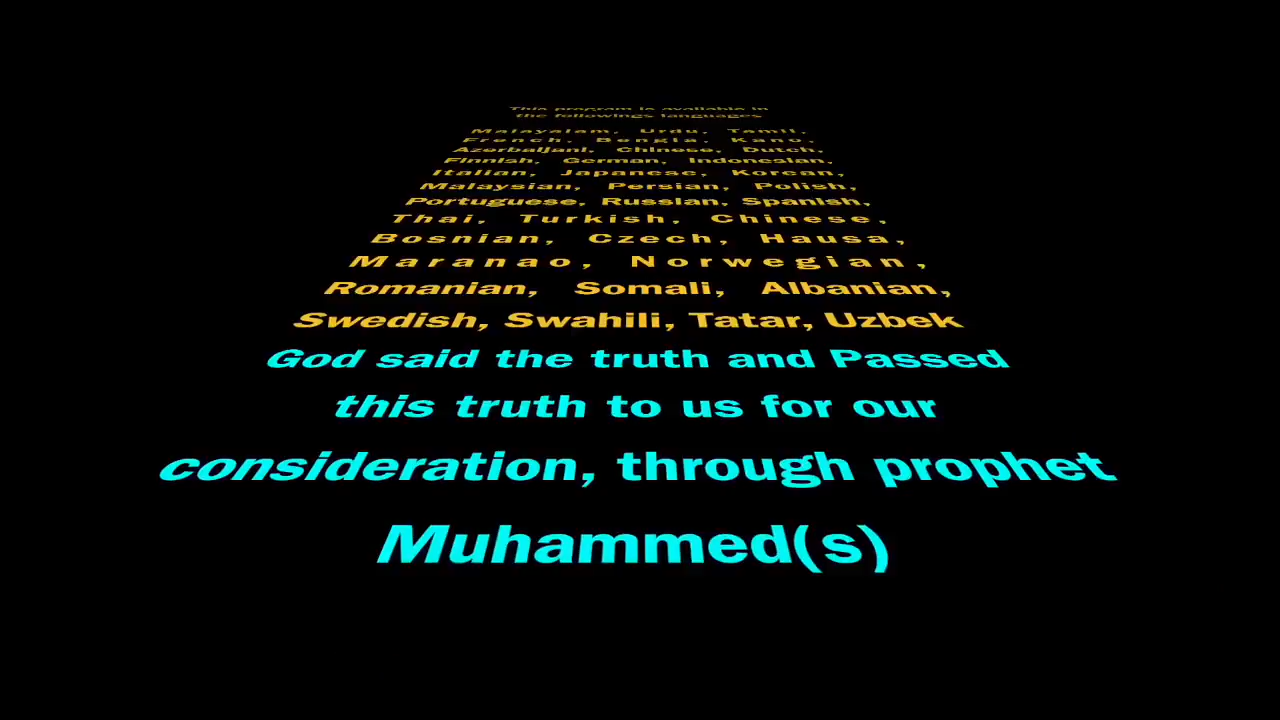 This program is available in
the followings languages
Malayalam, Urdu, Tamil,
French, Bengla, Kano,
Azerbaijani, Chinese, Dutch,
Finnish, German, Indonesian,
Italian, Japanese, Korean,
Malaysian, Persian, Polish,
Portuguese, Russian, Spanish,
Thai, Turkish, Chinese,
Bosnian, Czech, Hausa,
Maranao, Norwegian,
Romanian, Somali, Albanian,
Swedish, Swahili, Tatar, Uzbek
God said the truth and Passed
this truth to us for our
consideration, through prophet
Muhammed(s)